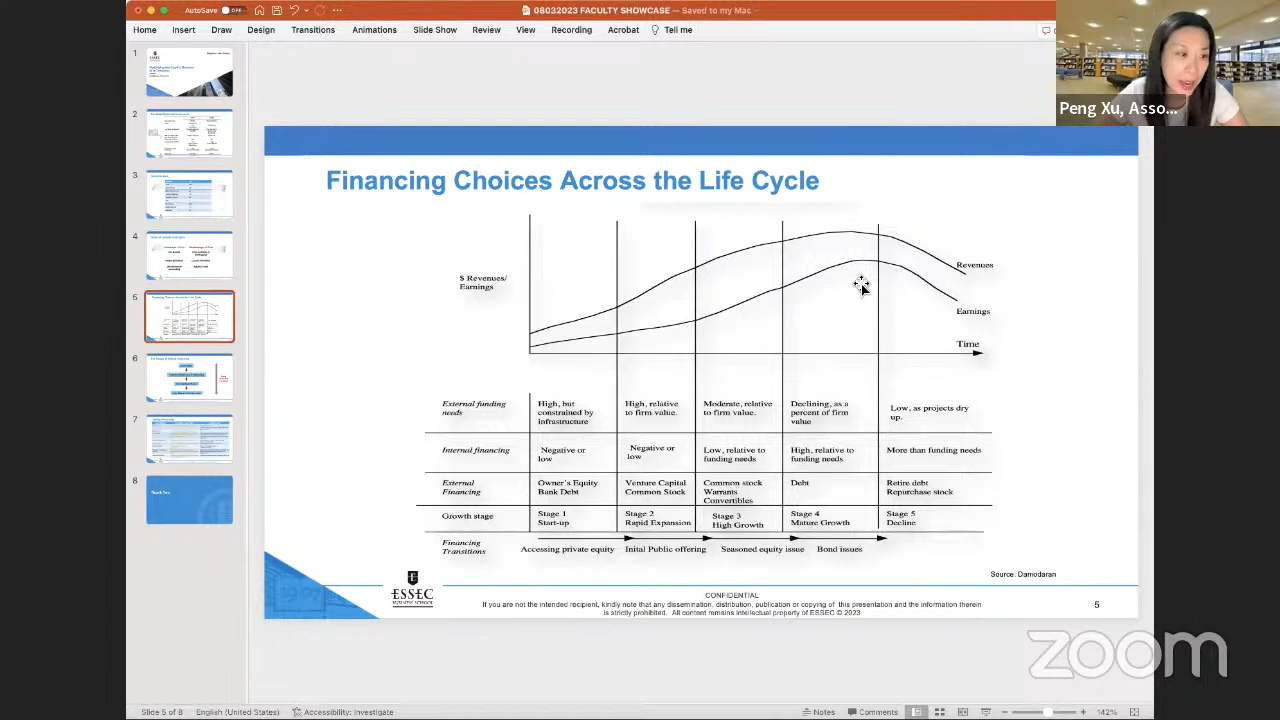 AutoSave OFF
08032023 FACULTY SHOWCASE — Saved to my Mac
Home Insert Draw Design Transitions Animations Slide Show Review View Recording Acrobat Tell me
Peng Xu, Asso...
1
2
3
4
5
6
7
8
Thank You
Financing Choices Across the Life Cycle
$ Revenues/
Earnings
Revenues
Earnings
Time
External funding
needs
High, but
constrained by
infrastructure
High, relative
to firm value.
Moderate, relative
to firm value.
Declining, as a
percent of firm
value
Low, as projects dry
up.
Internal financing
Negative or
low
Negative or
low
Low, relative to
funding needs
High, relative to
funding needs
More than funding needs
External
Financing
Owner's Equity
Bank Debt
Venture Capital
Common Stock
Common stock
Warrants
Convertibles
Debt
Retire debt
Repurchase stock
Growth stage
Stage 1
Start-up
Stage 2
Rapid Expansion
Stage 3
High Growth
Stage 4
Mature Growth
Stage 5
Decline
Financing
Transitions
Accessing private equity
Inital Public offering
Seasoned equity issue
Bond issues
Source: Damodaran
ESSEC
BUSINESS SCHOOL
CONFIDENTIAL
If you are not the intended recipient, kindly note that any dissemination, distribution, publication or copying of this presentation and the information therein
is strictly prohibited. All content remains intellectual property of ESSEC © 2023.
5
zoom
Slide 5 of 8 English (United States) Accessibility: Investigate Notes Comments 142%